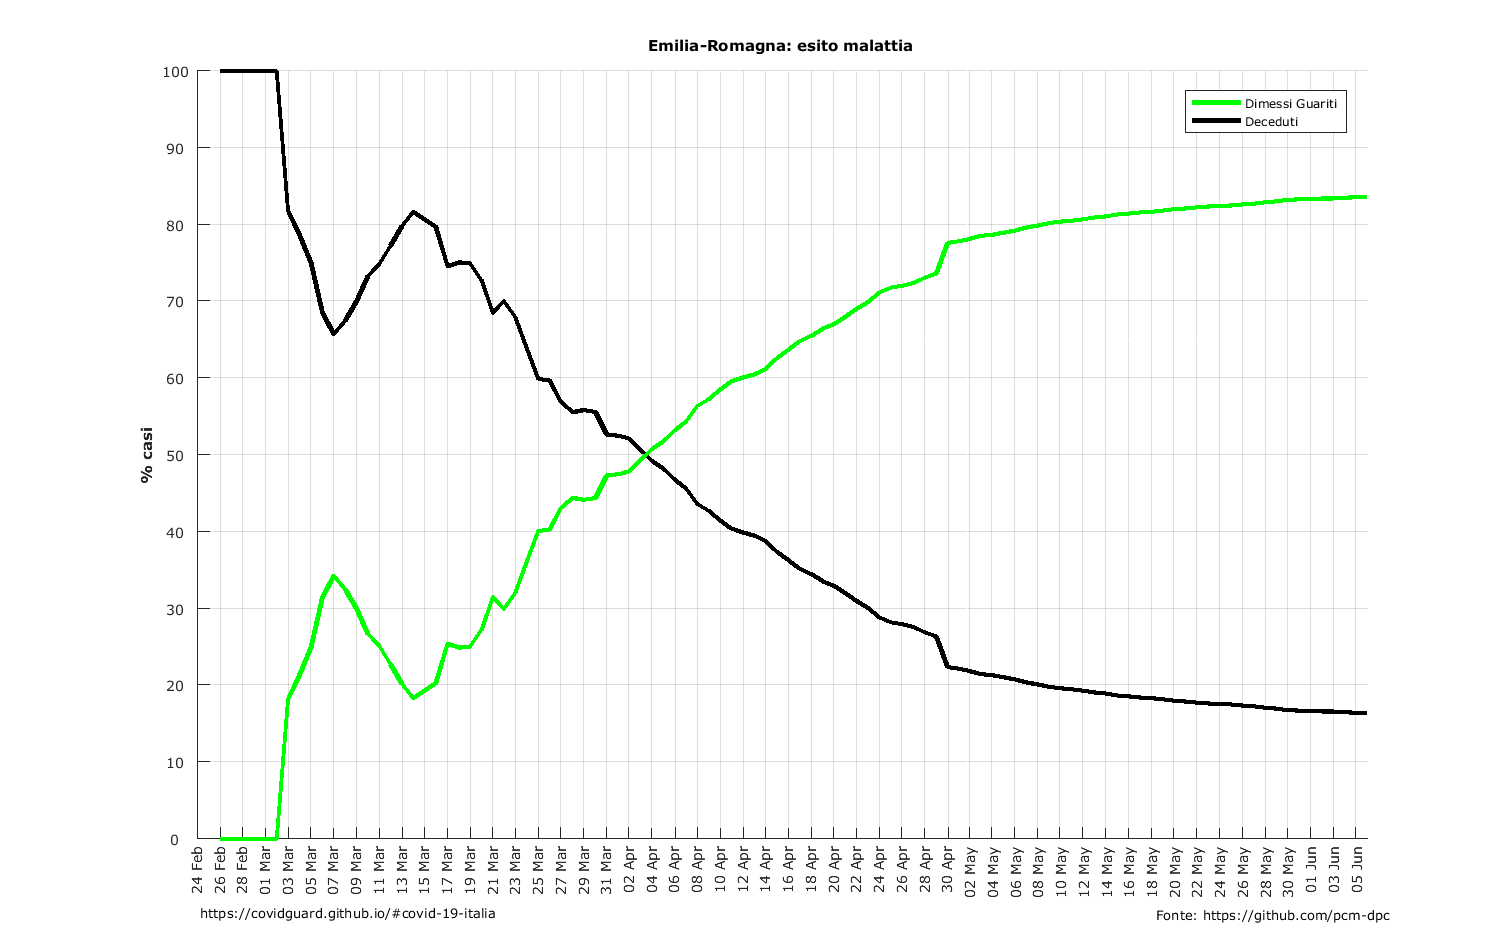 Emilia-Romagna: esito malattia
% casi
100
90
80
70
60
50
40
30
20
10
0
Dimessi Guariti
Deceduti
24 Feb
26 Feb
28 Feb
01 Mar
03 Mar
05 Mar
07 Mar
09 Mar
11 Mar
13 Mar
15 Mar
17 Mar
19 Mar
21 Mar
23 Mar
25 Mar
27 Mar
29 Mar
31 Mar
02 Apr
04 Apr
06 Apr
08 Apr
10 Apr
12 Apr
14 Apr
16 Apr
18 Apr
20 Apr
22 Apr
24 Apr
26 Apr
28 Apr
30 Apr
02 May
04 May
06 May
08 May
10 May
12 May
14 May
16 May
18 May
20 May
22 May
24 May
26 May
28 May
30 May
01 Jun
03 Jun
05 Jun
https://covidguard.github.io/#covid-19-italia
Fonte: https://github.com/pcm-dpc